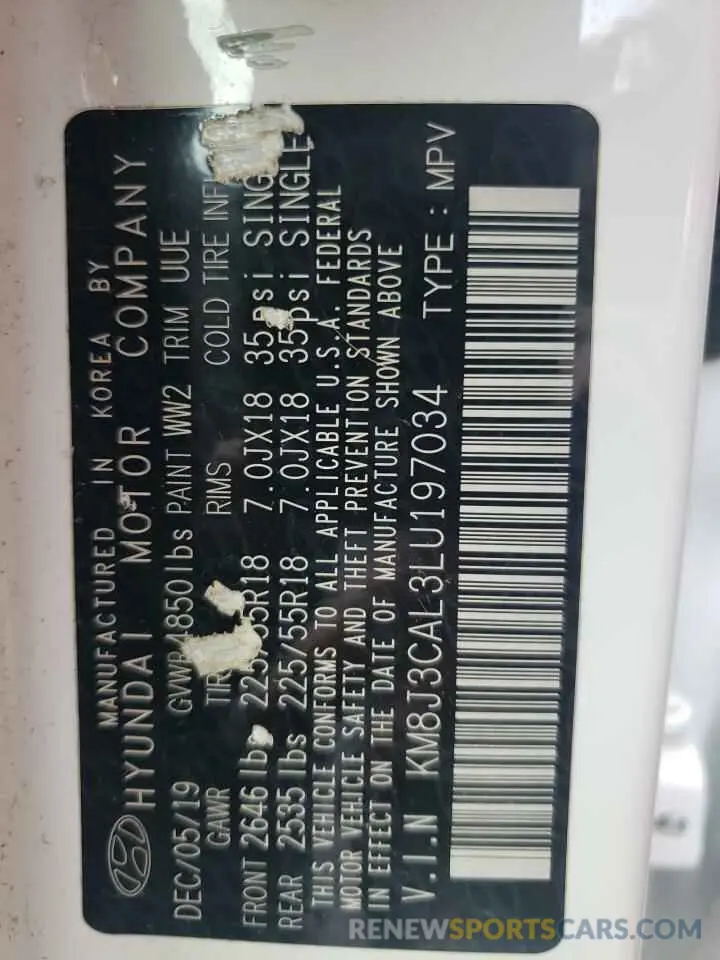 MANUFACTURED IN KOREA BY
HYUNDAI MOTOR COMPANY
DEC/05/19 GVWR 4850 lbs PAINT WW2 TRIM UUE
GAWR RIMS COLD TIRE
FRONT 2646 lbs 7.0JX18 35psi
REAR 2535 lbs 225/55R18 7.0JX18 35psi SINGLE
THIS VEHICLE CONFORMS TO ALL APPLICABLE U.S.A. FEDERAL
MOTOR VEHICLE SAFETY AND THEFT PREVENTION STANDARDS
IN EFFECT ON THE DATE OF MANUFACTURE SHOWN ABOVE
V.I.N KM8J3CAL3LU197034 TYPE : MPV
RENEWSPORTSCARS.COM